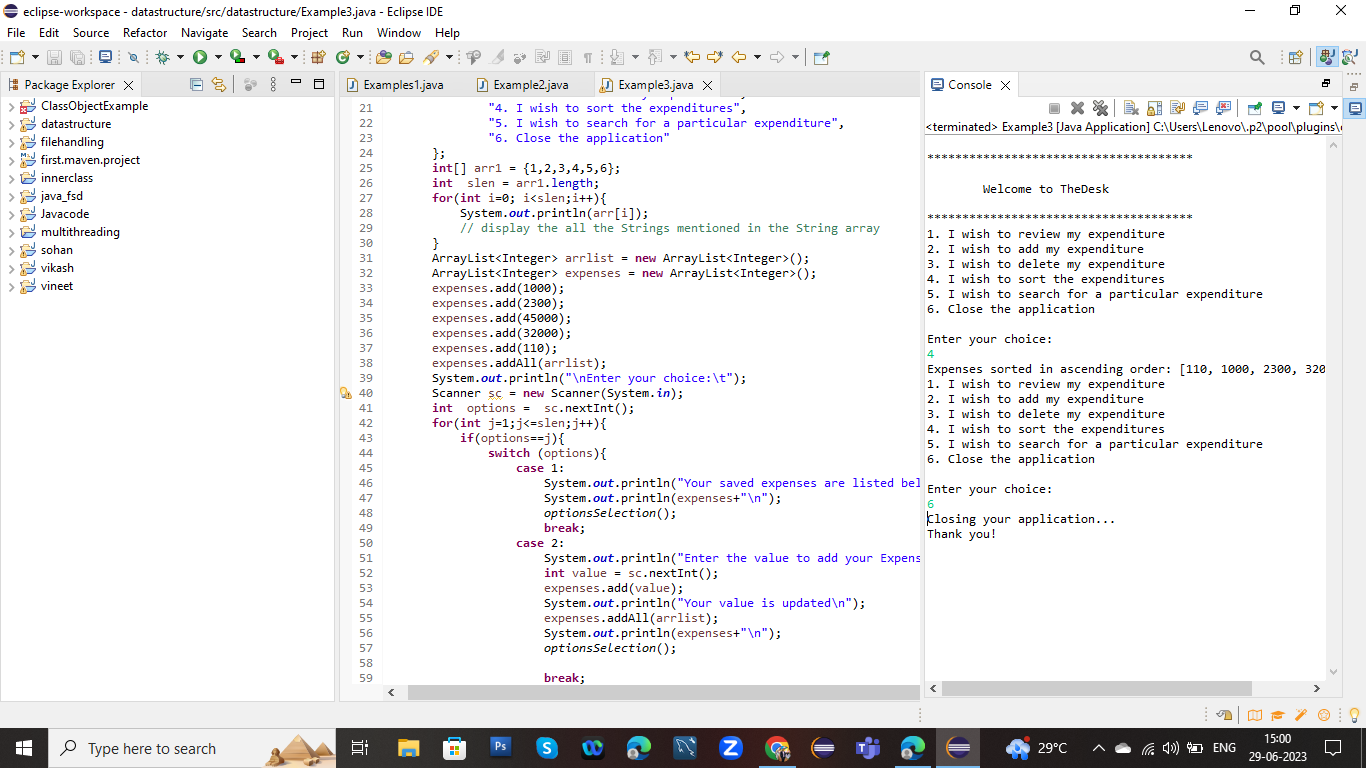 eclipse-workspace - datastructure/src/datastructure/Example3.java - Eclipse IDE
File Edit Source Refactor Navigate Search Project Run Window Help
Package Explorer
ClassObjectExample
datastructure
filehandling
first.maven.project
innerclass
java_fsd
Javacode
multithreading
sohan
vikash
vineet
Examples1.java Example2.java Example3.java
21 "4. I wish to sort the expenditures",
22 "5. I wish to search for a particular expenditure",
23 "6. Close the application"
24 };
25 int[] arr1 = {1,2,3,4,5,6};
26 int slen = arr1.length;
27 for(int i=0; i<slen;i++){
28 System.out.println(arr[i]);
29 // display the all the Strings mentioned in the String array
30 }
31 ArrayList<Integer> arrlist = new ArrayList<Integer>();
32 ArrayList<Integer> expenses = new ArrayList<Integer>();
33 expenses.add(1000);
34 expenses.add(2300);
35 expenses.add(45000);
36 expenses.add(32000);
37 expenses.add(110);
38 expenses.addAll(arrlist);
39 System.out.println("\nEnter your choice:\t");
40 Scanner sc = new Scanner(System.in);
41 int options = sc.nextInt();
42 for(int j=1;j<=slen;j++){
43 if(options==j){
44 switch (options){
45 case 1:
46 System.out.println("Your saved expenses are listed bel
47 System.out.println(expenses+"\n");
48 optionsSelection();
49 break;
50 case 2:
51 System.out.println("Enter the value to add your Expens
52 int value = sc.nextInt();
53 expenses.add(value);
54 System.out.println("Your value is updated\n");
55 expenses.addAll(arrlist);
56 System.out.println(expenses+"\n");
57 optionsSelection();
58
59 break;
Console
<terminated> Example3 [Java Application] C:\Users\Lenovo\.p2\pool\plugins\
**************************************
Welcome to TheDesk
**************************************
1. I wish to review my expenditure
2. I wish to add my expenditure
3. I wish to delete my expenditure
4. I wish to sort the expenditures
5. I wish to search for a particular expenditure
6. Close the application
Enter your choice:
4
Expenses sorted in ascending order: [110, 1000, 2300, 320
1. I wish to review my expenditure
2. I wish to add my expenditure
3. I wish to delete my expenditure
4. I wish to sort the expenditures
5. I wish to search for a particular expenditure
6. Close the application
Enter your choice:
6
Closing your application...
Thank you!
Type here to search
29°C
ENG
15:00
29-06-2023